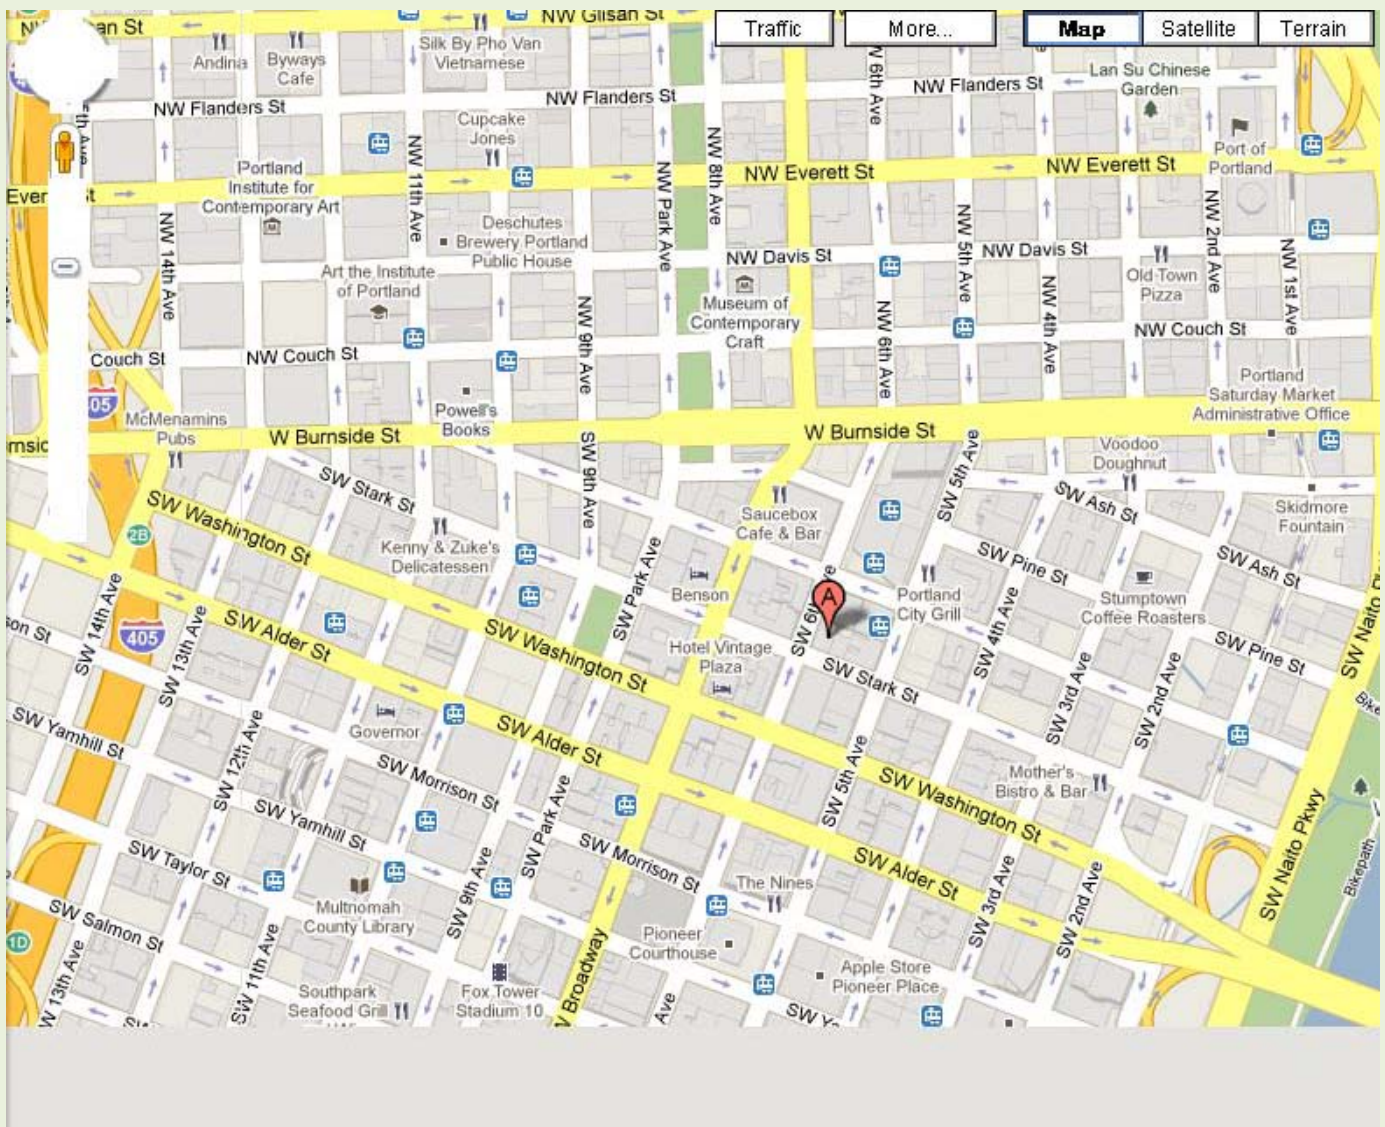 NW Glisan St
Traffic
More...
Map
Satellite
Terrain
an St
Andina
Byways
Cafe
Silk By Pho Van
Vietnamese
NW 6th Ave
Lan Su Chinese
Garden
NW Flanders St
NW Flanders St
NW Flanders St
Cupcake
Jones
Port of
Portland
NW 11th Ave
NW Park Ave
NW 8th Ave
NW Everett St
NW Everett St
Portland
Institute for
Contemporary Art
NW 14th Ave
Deschutes
Brewery Portland
Public House
NW 5th Ave
NW 2nd Ave
NW 1st Ave
NW Davis St
NW Davis St
Art the Institute
of Portland
Old Town
Pizza
Museum of
Contemporary
Craft
NW 9th Ave
NW 6th Ave
NW 4th Ave
NW Couch St
Couch St
NW Couch St
405
McMenamins
Pubs
Powell's
Books
Portland
Saturday Market
Administrative Office
W Burnside St
W Burnside St
Voodoo
Doughnut
SW 9th Ave
SW 5th Ave
SW Stark St
SW Washington St
Saucebox
Cafe & Bar
SW Ash St
Skidmore
Fountain
2B
Kenny & Zuke's
Delicatessen
SW Pine St
SW Ash St
SW Park Ave
Benson
A
Portland
City Grill
Stumptown
Coffee Roasters
SW 14th Ave
SW 13th Ave
405
SW Alder St
SW Washington St
Hotel Vintage
Plaza
SW 6th
SW 4th Ave
SW Pine St
SW Naito
SW Stark St
SW 3rd Ave
SW 2nd Ave
SW Yamhill St
Governor
SW Alder St
SW 12th Ave
SW Morrison St
SW 5th Ave
SW Washington St
Mother's
Bistro & Bar
SW Yamhill St
SW Park Ave
SW Naito Pkwy
Bikepath
SW Taylor St
SW Morrison St
SW Alder St
SW 9th Ave
The Nines
SW 3rd Ave
SW 2nd Ave
Multnomah
County Library
SW Salmon St
1D
Pioneer
Courthouse
Apple Store
Pioneer Place
SW 11th Ave
W 13th Ave
Southpark
Seafood Grill
Fox Tower
Stadium 10
W Broadway
Ave
SW Ya